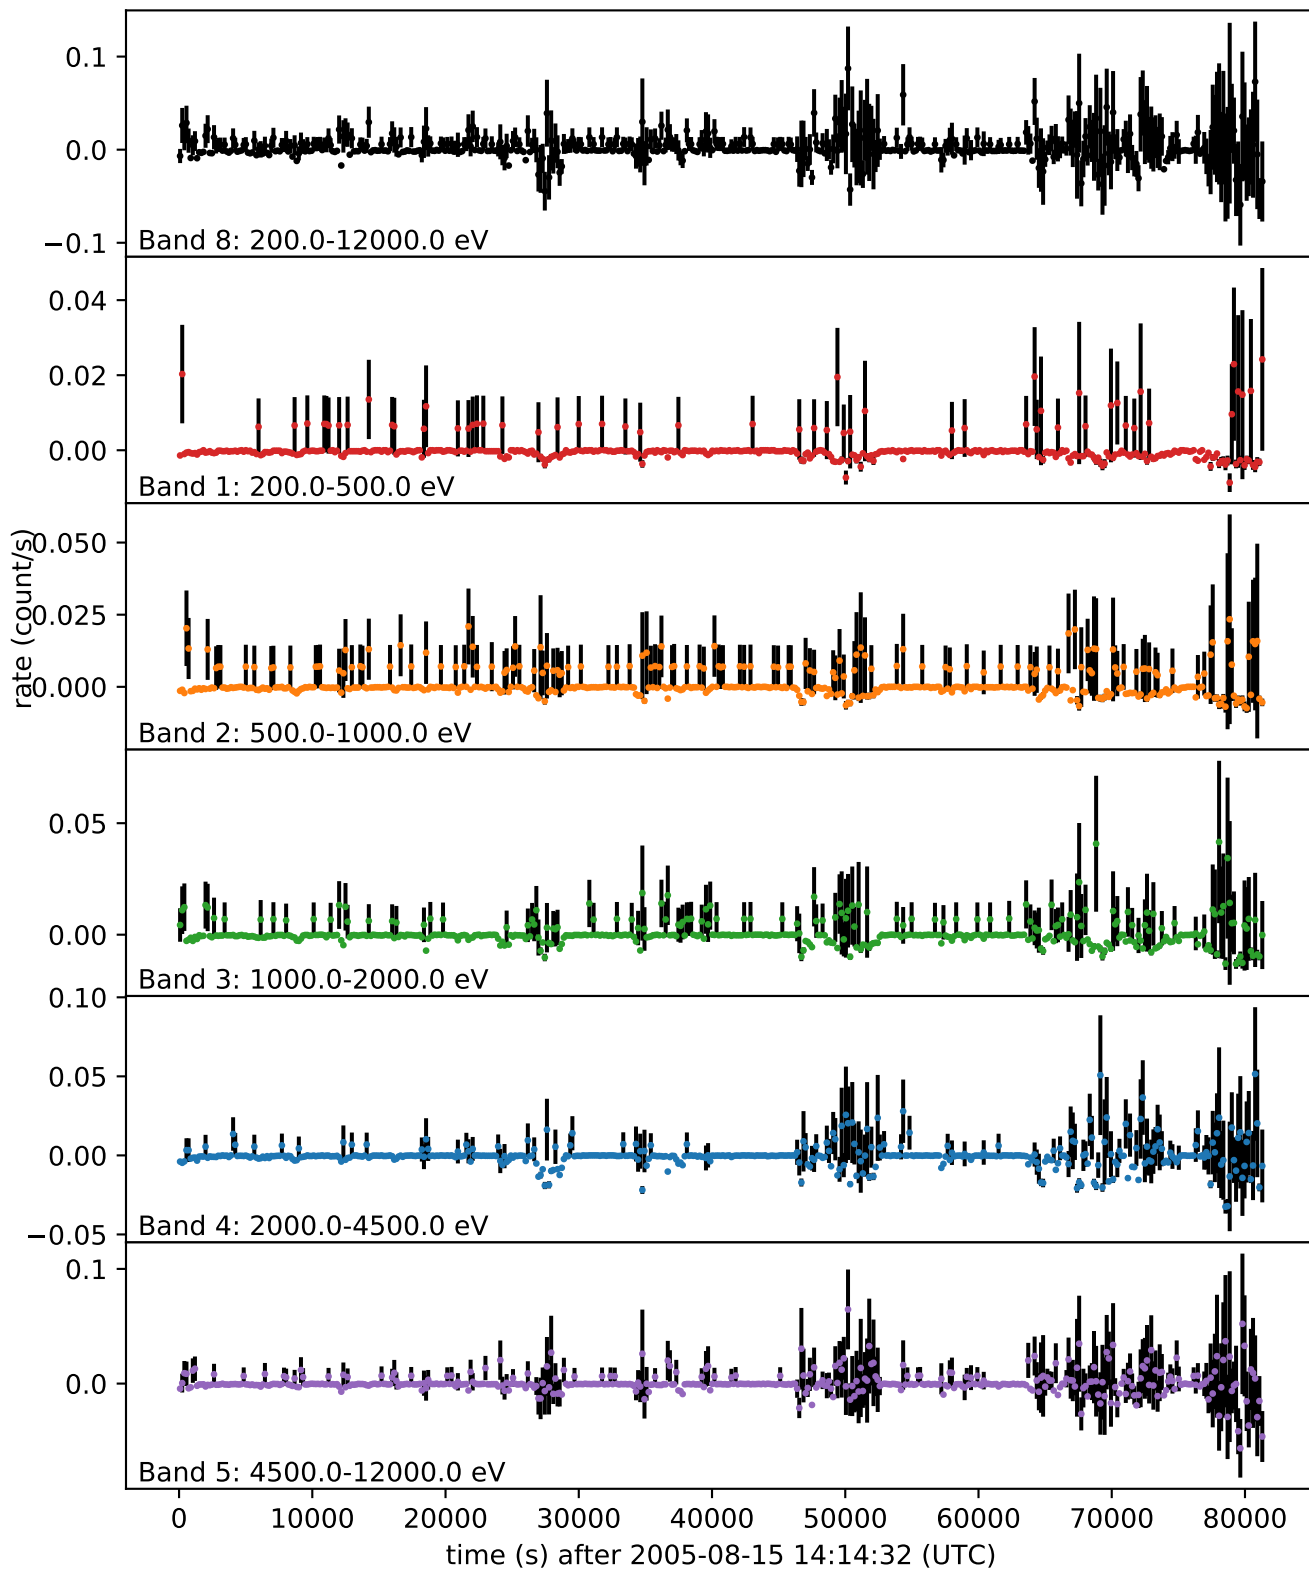 0.1
0.0
−0.1
Band 8: 200.0-12000.0 eV
0.04
0.02
0.00
Band 1: 200.0-500.0 eV
rate (count/s)
0.050
0.025
0.000
Band 2: 500.0-1000.0 eV
0.05
0.00
Band 3: 1000.0-2000.0 eV
0.10
0.05
0.00
−0.05
Band 4: 2000.0-4500.0 eV
0.1
0.0
Band 5: 4500.0-12000.0 eV
0 10000 20000 30000 40000 50000 60000 70000 80000
time (s) after 2005-08-15 14:14:32 (UTC)